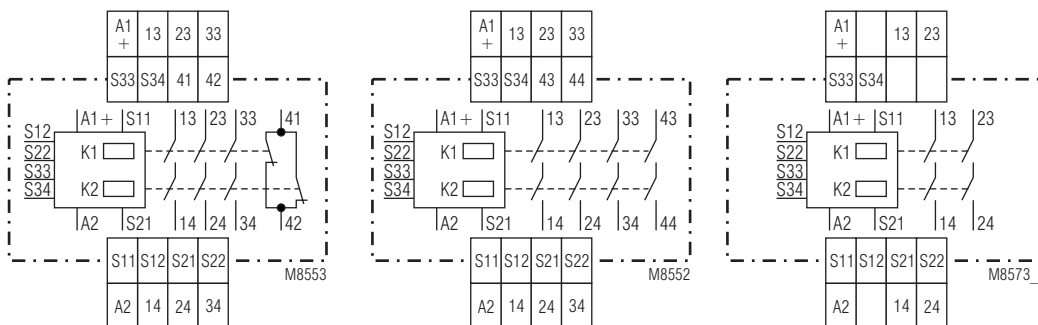 A1 + 13 23 33
S33 S34 41 42
A1 + S11 13 23 33 41
S12
S22
S33
S34
K1
K2
A2 S21 14 24 34 42
S11 S12 S21 S22
A2 14 24 34
M8553
A1 + 13 23 33
S33 S34 43 44
A1 + S11 13 23 33 43
S12
S22
S33
S34
K1
K2
A2 S21 14 24 34 44
S11 S12 S21 S22
A2 14 24 34
M8552
A1 + 13 23
S33 S34
A1 + S11 13 23
S12
S22
S33
S34
K1
K2
A2 S21 14 24
S11 S12 S21 S22
A2 14 24
M8573_